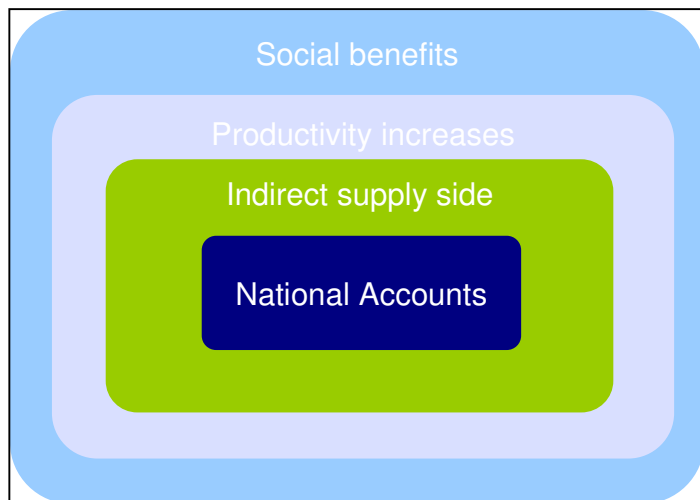 Social benefits
Productivity increases
Indirect supply side
National Accounts